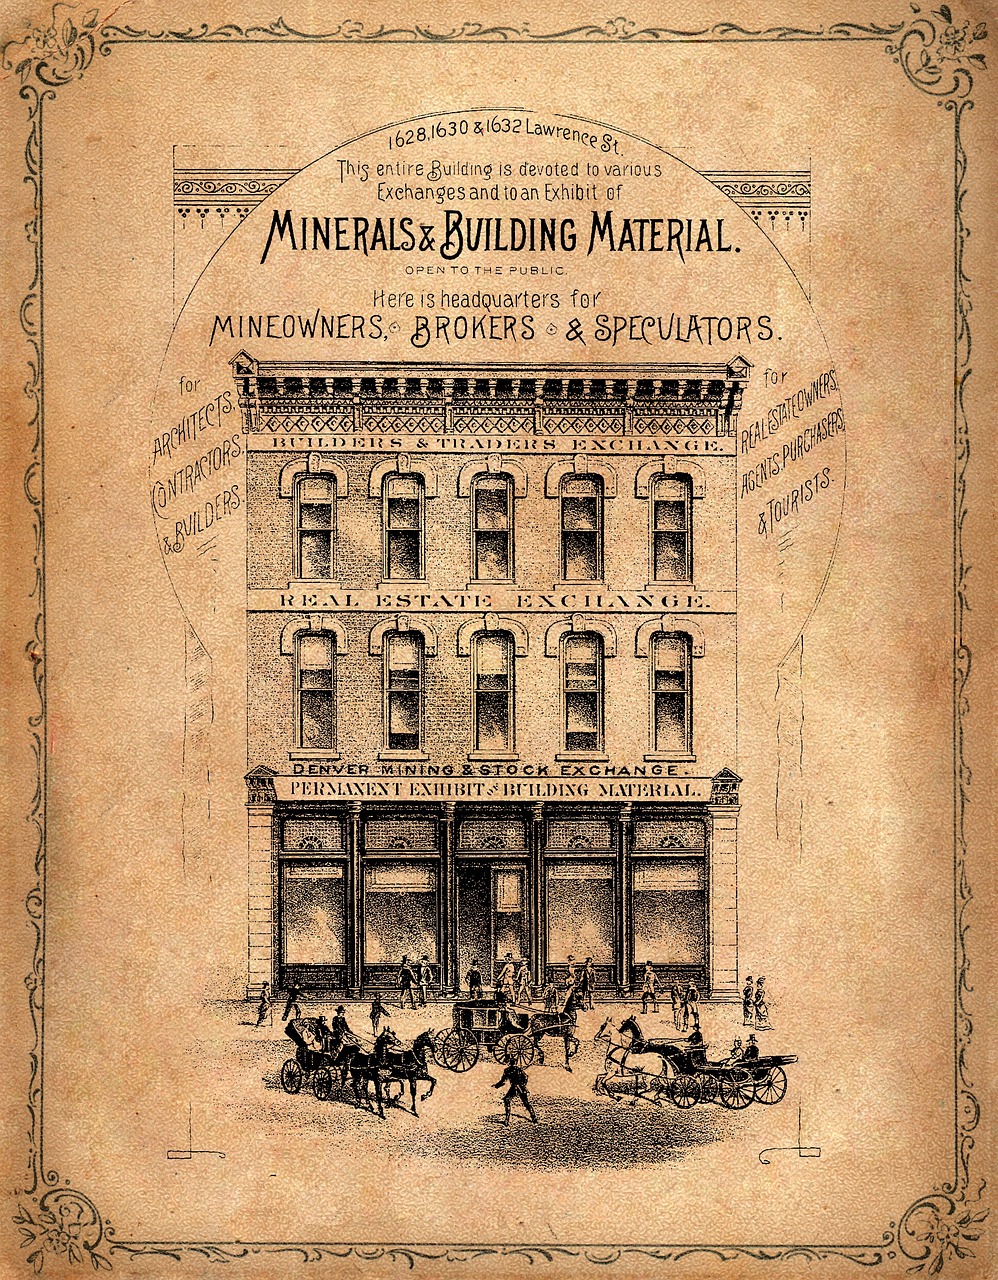 1628,1630 & 1632 Lawrence St.
This entire Building is devoted to various
Exchanges and to an Exhibit of
MINERALS & BUILDING MATERIAL.
OPEN TO THE PUBLIC.
Here is headquarters for
MINEOWNERS, BROKERS & SPECULATORS.
for
ARCHITECTS,
CONTRACTORS,
& BUILDERS.
for
REAL ESTATE OWNERS,
AGENTS, PURCHASERS
& TOURISTS.
BUILDERS & TRADERS EXCHANGE.
REAL ESTATE EXCHANGE.
DENVER MINING & STOCK EXCHANGE.
PERMANENT EXHIBIT OF BUILDING MATERIAL.